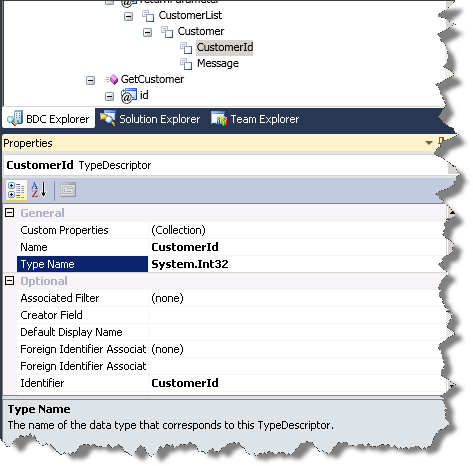 CustomerList
Customer
CustomerId
Message
GetCustomer
id
BDC Explorer Solution Explorer Team Explorer
Properties
CustomerId TypeDescriptor
General
Custom Properties (Collection)
Name CustomerId
Type Name System.Int32
Optional
Associated Filter (none)
Creator Field
Default Display Name
Foreign Identifier Associat (none)
Foreign Identifier Associat
Identifier CustomerId
Type Name
The name of the data type that corresponds to this TypeDescriptor.